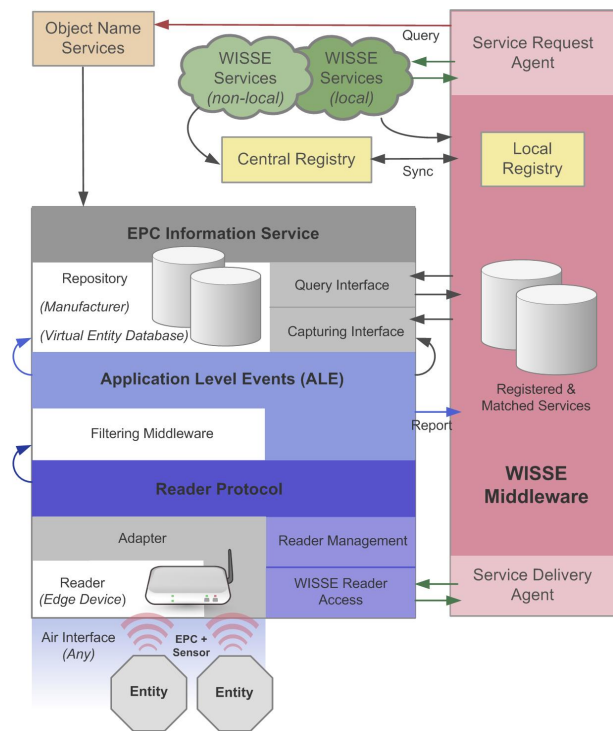 Object Name
Services
Query
Service Request
Agent
WISSE
Services
(non-local)
WISSE
Services
(local)
Central Registry
Sync
Local
Registry
EPC Information Service
Repository
(Manufacturer)
(Virtual Entity Database)
Query Interface
Capturing Interface
Registered &
Matched Services
Application Level Events (ALE)
Filtering Middleware
Report
WISSE
Middleware
Reader Protocol
Adapter
Reader Management
Reader
(Edge Device)
WISSE Reader
Access
Service Delivery
Agent
Air Interface
(Any)
EPC +
Sensor
Entity
Entity